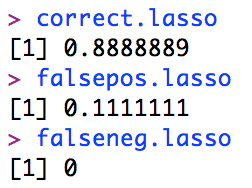 > correct.lasso
[1] 0.8888889
> falsepos.lasso
[1] 0.1111111
> falseneg.lasso
[1] 0